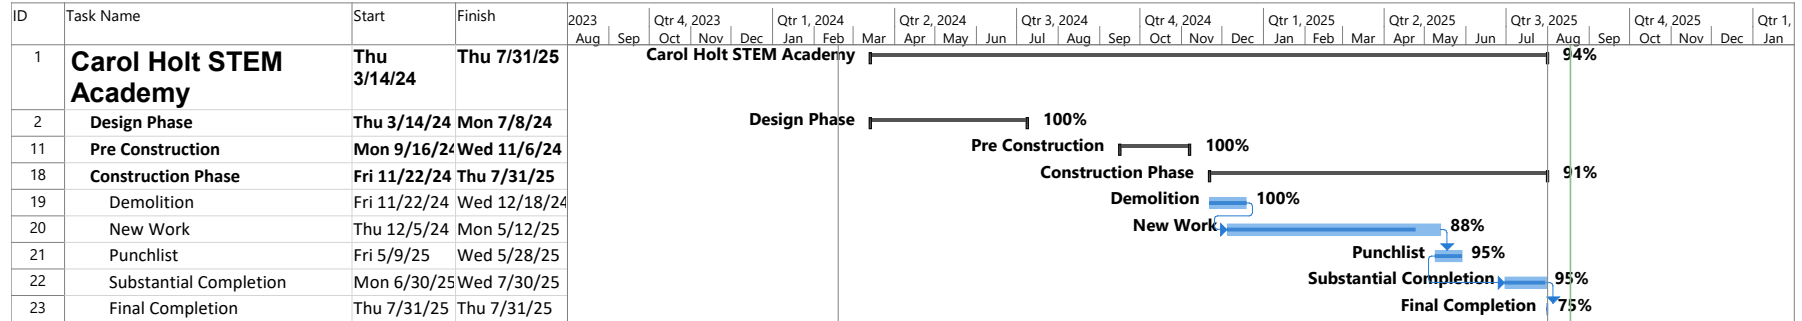 ID Task Name Start Finish 2023 Qtr 4, 2023 Qtr 1, 2024 Qtr 2, 2024 Qtr 3, 2024 Qtr 4, 2024 Qtr 1, 2025 Qtr 2, 2025 Qtr 3, 2025 Qtr 4, 2025 Qtr 1,
Aug Sep Oct Nov Dec Jan Feb Mar Apr May Jun Jul Aug Sep Oct Nov Dec Jan Feb Mar Apr May Jun Jul Aug Sep Oct Nov Dec Jan
1 Carol Holt STEM Thu Thu 7/31/25 Carol Holt STEM Academy 94%
Academy 3/14/24
2 Design Phase Thu 3/14/24 Mon 7/8/24 Design Phase 100%
11 Pre Construction Mon 9/16/24 Wed 11/6/24 Pre Construction 100%
18 Construction Phase Fri 11/22/24 Thu 7/31/25 Construction Phase 91%
19 Demolition Fri 11/22/24 Wed 12/18/24 Demolition 100%
20 New Work Thu 12/5/24 Mon 5/12/25 New Work 88%
21 Punchlist Fri 5/9/25 Wed 5/28/25 Punchlist 95%
22 Substantial Completion Mon 6/30/25 Wed 7/30/25 Substantial Completion 95%
23 Final Completion Thu 7/31/25 Thu 7/31/25 Final Completion 75%